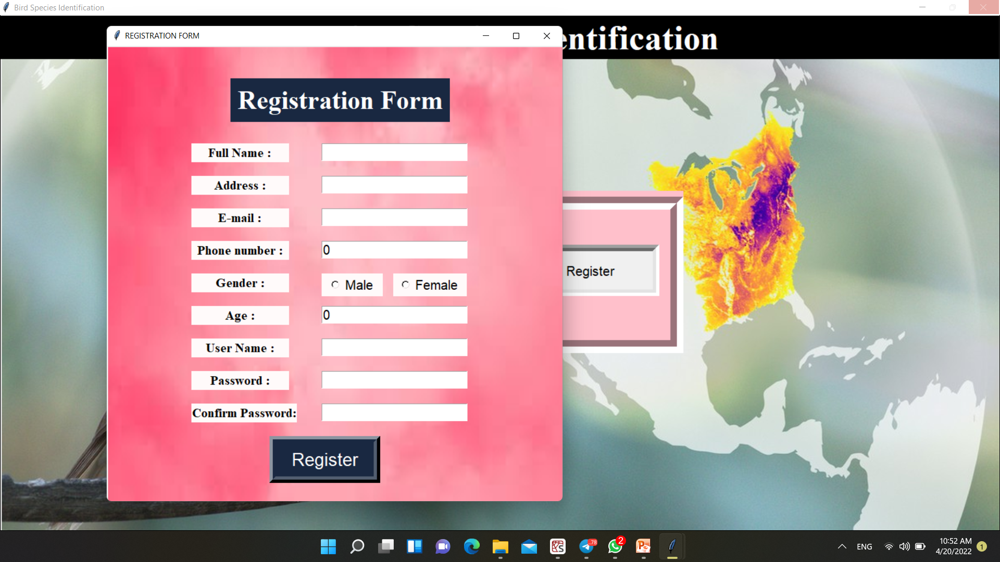 Bird Species Identification
REGISTRATION FORM
entification
Registration Form
Full Name :
Address :
E-mail :
Phone number :
0
Gender :
Male
Female
Age :
0
User Name :
Password :
Confirm Password:
Register
Register
..78
2
ENG
10:52 AM
4/20/2022
1